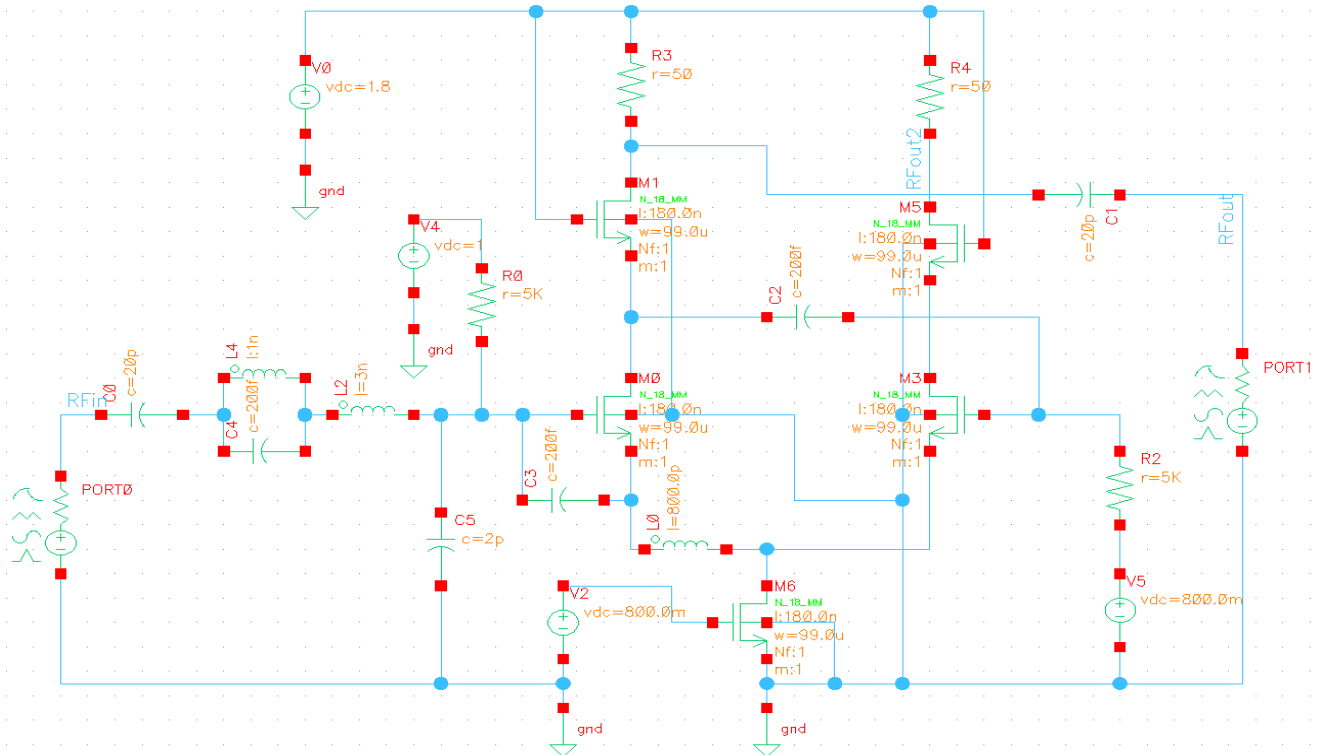 V0
vdc=1.8
gnd
R3
r=50
R4
r=50
RFout2
M1
N_18_MM
l:180.0n
w=99.0u
Nf:1
m:1
M5
N_18_MM
l:180.0n
w=99.0u
Nf:1
m:1
C1
c=20p
RFout
V4
vdc=1
gnd
R0
r=5K
C2
c=200f
RFin
C0
c=20p
L4
l:1n
C4
c=200f
L2
l=3n
M0
N_18_MM
l:180.0n
w=99.0u
Nf:1
m:1
M3
N_18_MM
l:180.0n
w=99.0u
Nf:1
m:1
PORT1
PORT0
C3
c=200f
L0
l=800.0p
R2
r=5K
C5
c=2p
V2
vdc=800.0m
M6
N_18_MM
l:180.0n
w=99.0u
Nf:1
m:1
V5
vdc=800.0m
gnd
gnd